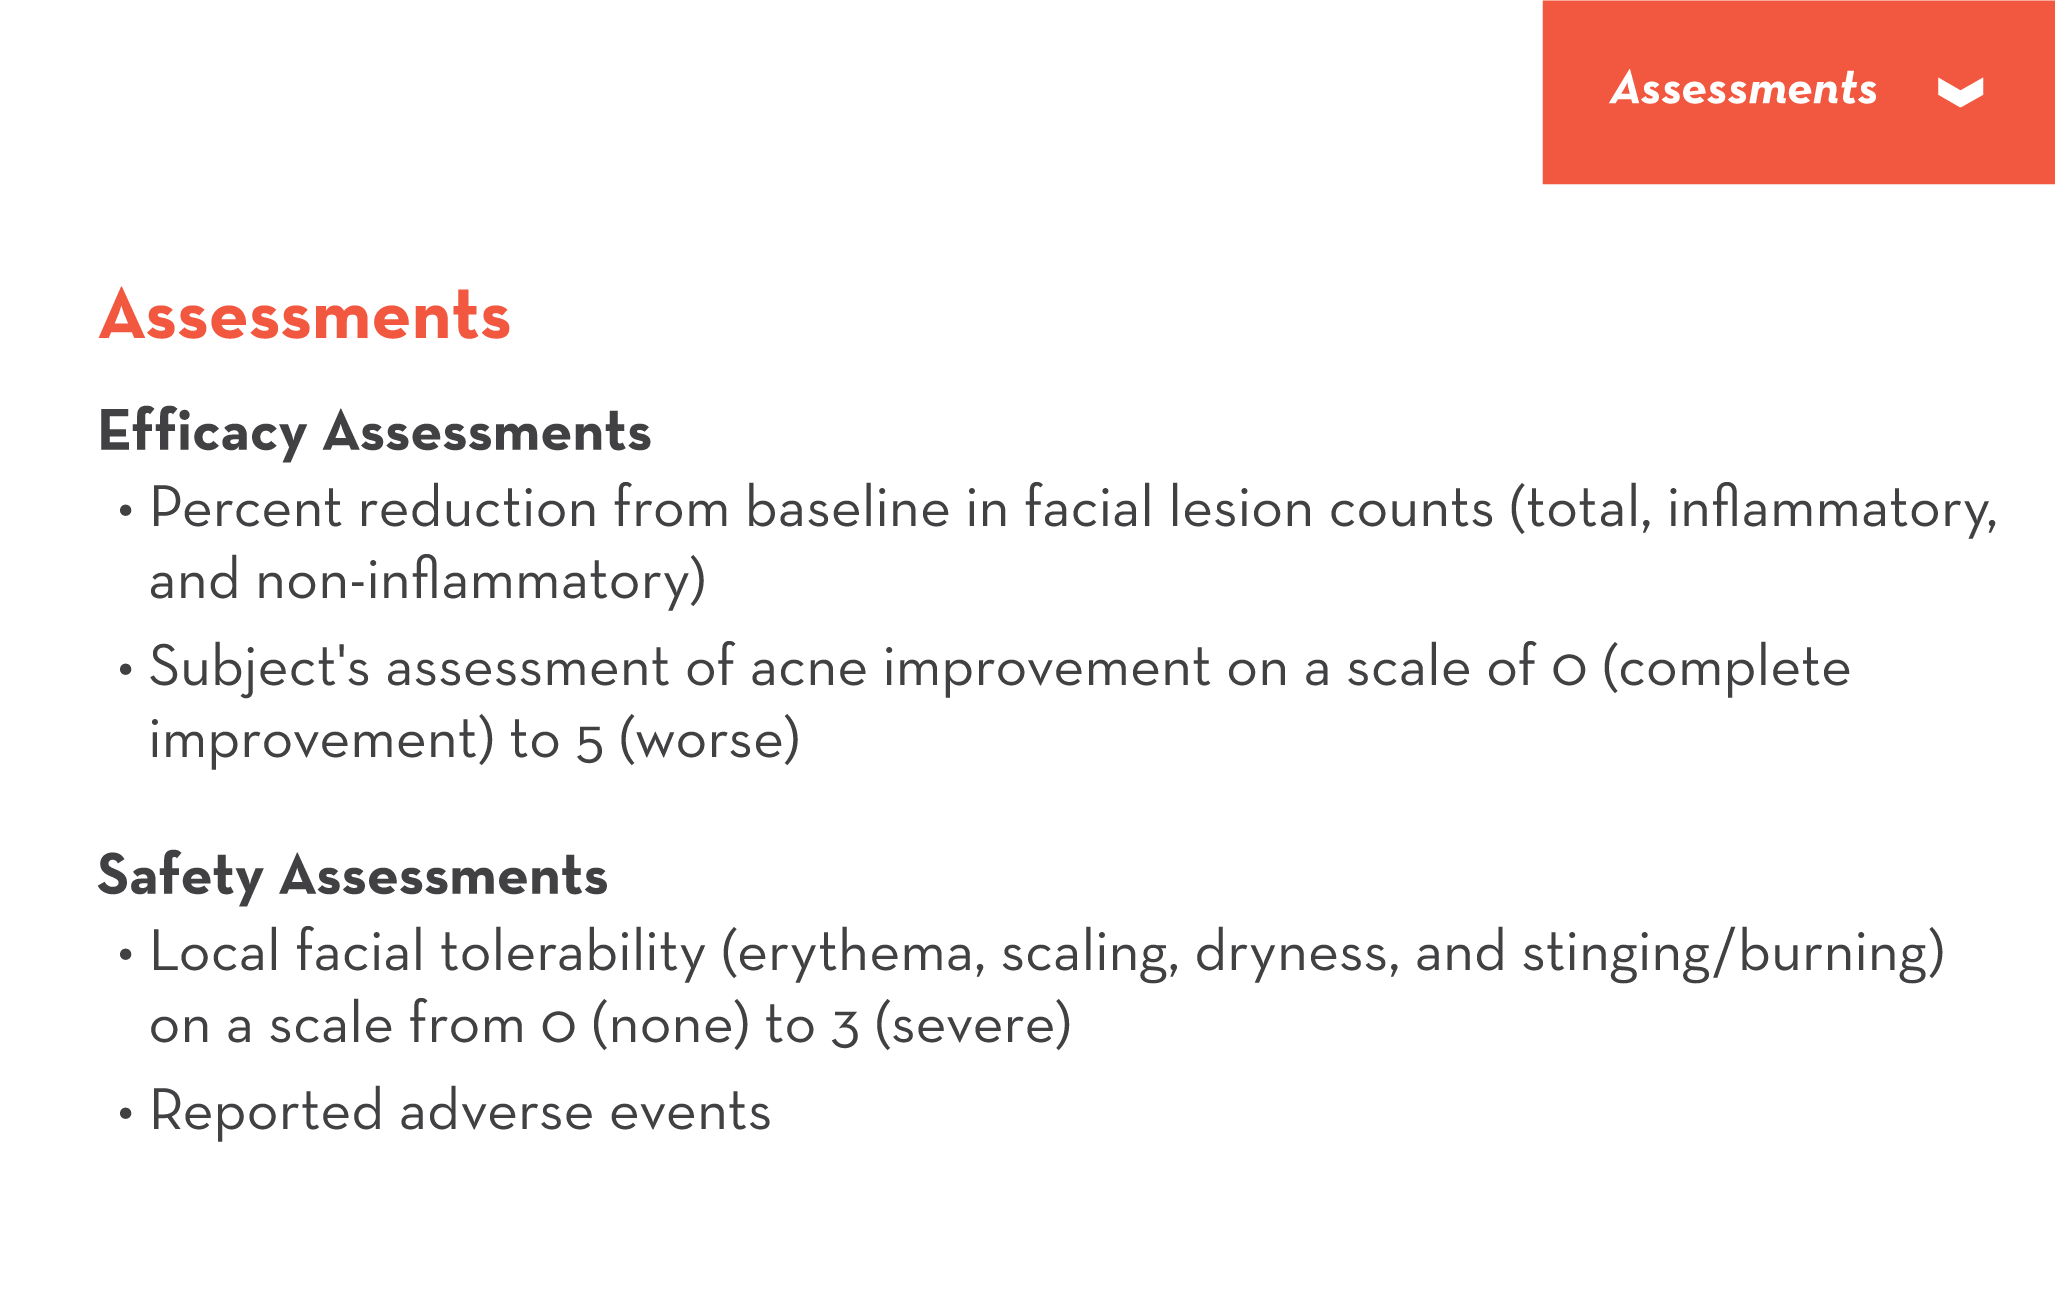 Assessments
Assessments
Efficacy Assessments
• Percent reduction from baseline in facial lesion counts (total, inflammatory,
and non-inflammatory)
• Subject's assessment of acne improvement on a scale of 0 (complete
improvement) to 5 (worse)
Safety Assessments
• Local facial tolerability (erythema, scaling, dryness, and stinging/burning)
on a scale from 0 (none) to 3 (severe)
• Reported adverse events